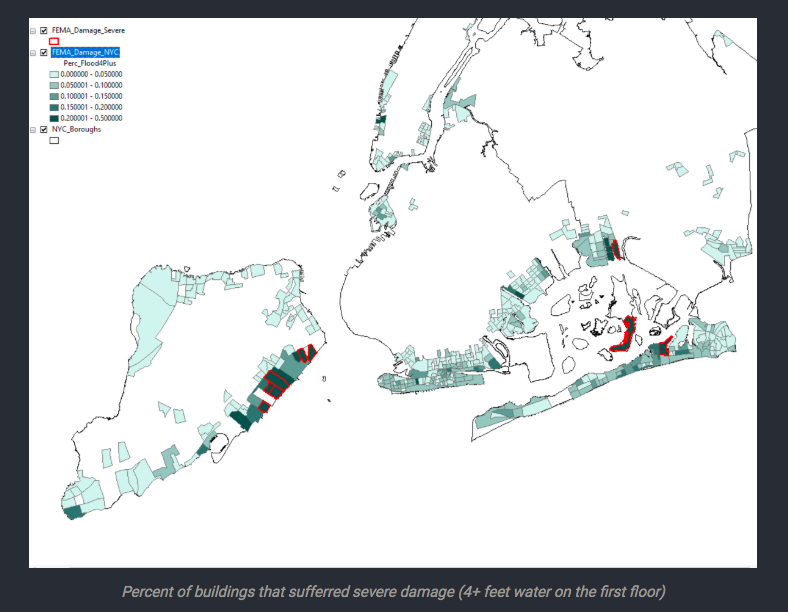 FEMA_Damage_Severe
FEMA_Damage_NYC
Perc_Flood4Plus
0.000000 - 0.050000
0.050001 - 0.100000
0.100001 - 0.150000
0.150001 - 0.200000
0.200001 - 0.500000
NYC_Boroughs
Percent of buildings that sufferred severe damage (4+ feet water on the first floor)